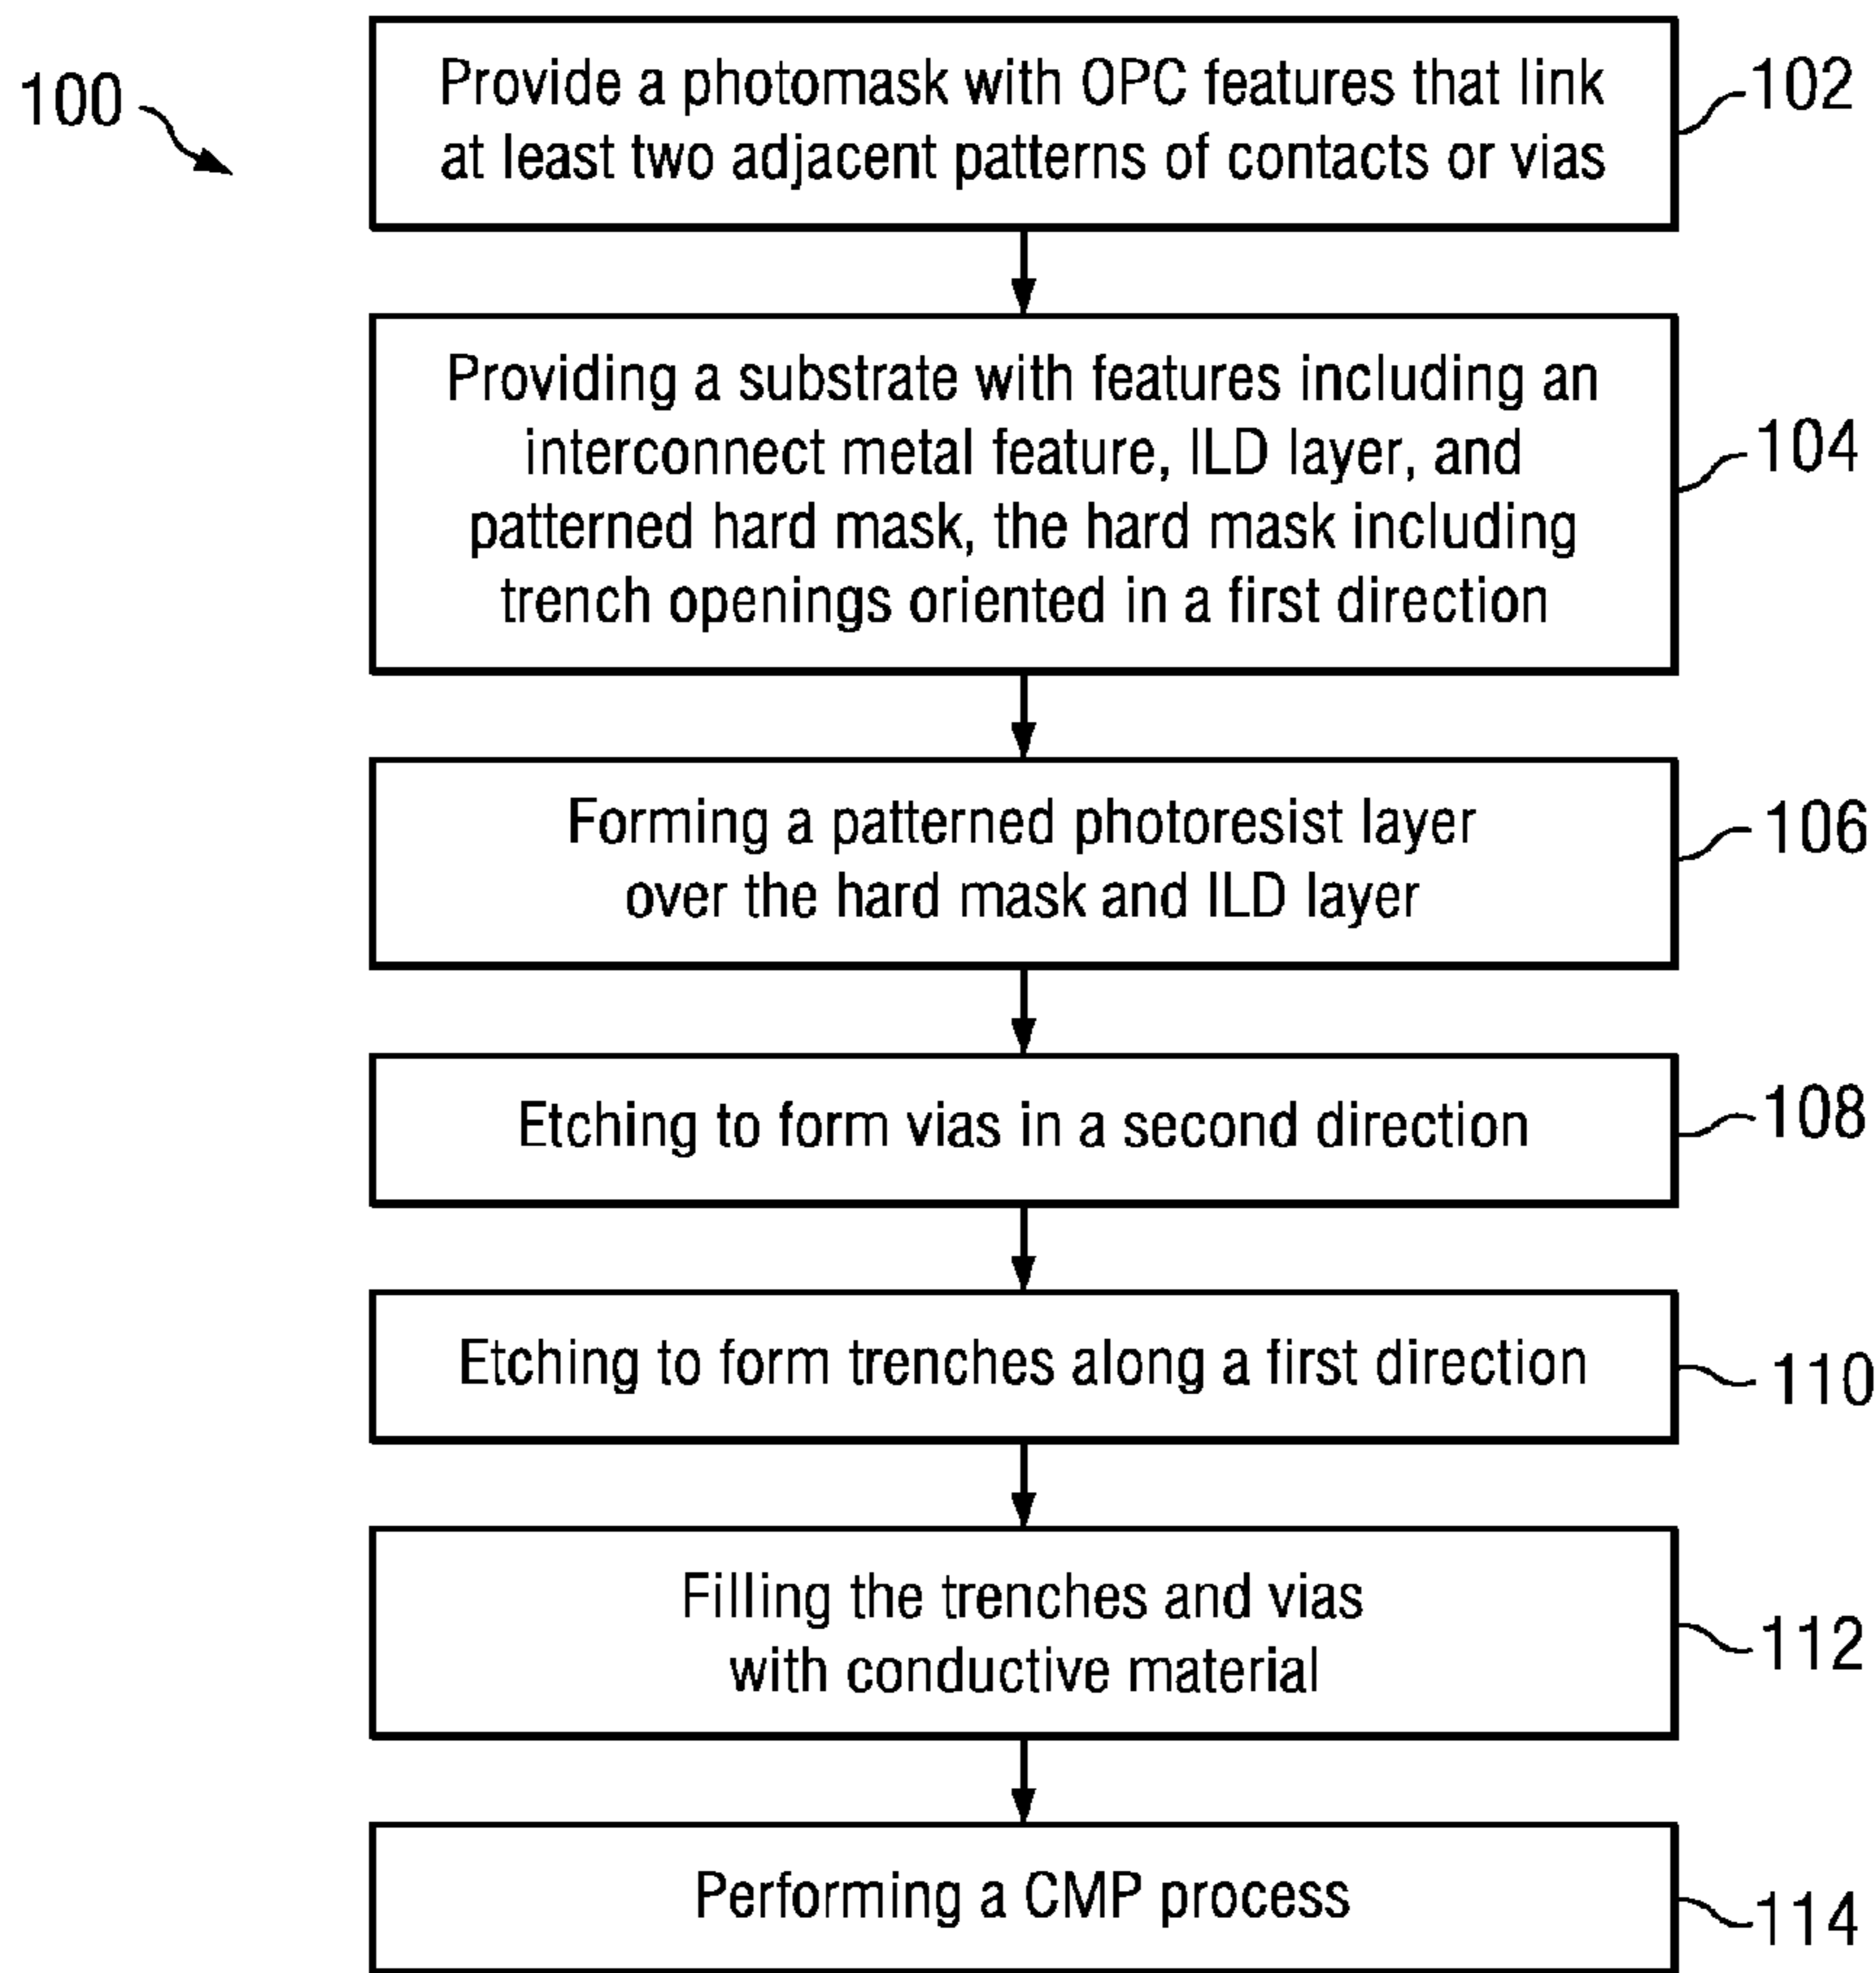 100
Provide a photomask with OPC features that link
at least two adjacent patterns of contacts or vias
102
Providing a substrate with features including an
interconnect metal feature, ILD layer, and
patterned hard mask, the hard mask including
trench openings oriented in a first direction
104
Forming a patterned photoresist layer
over the hard mask and ILD layer
106
Etching to form vias in a second direction
108
Etching to form trenches along a first direction
110
Filling the trenches and vias
with conductive material
112
Performing a CMP process
114